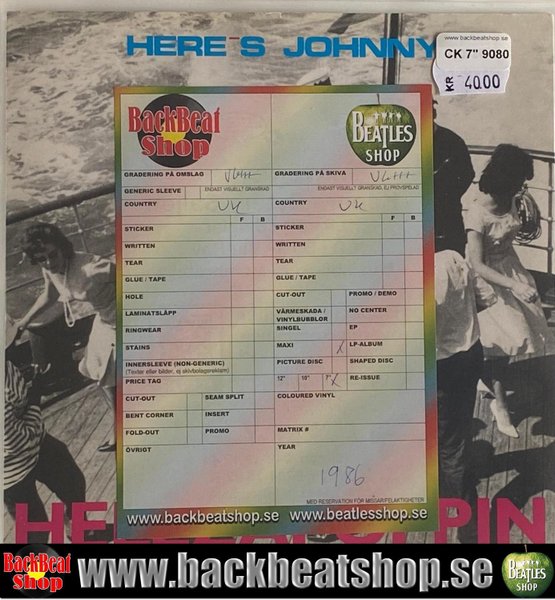 HERE'S JOHNNY
www.backbeatshop.se
CK 7" 9080
KR 40.00
BackBeat
Shop
BEATLES
SHOP
GRADERING PÅ OMSLAG
GRADERING PÅ SKIVA
GENERIC SLEEVE
ENDAST VISUELLT GRANSKAD
ENDAST VISUELLT GRANSKAD, EJ PROVSPELAD
COUNTRY UK
COUNTRY UK
F B
F B
STICKER
STICKER
WRITTEN
WRITTEN
TEAR
TEAR
GLUE / TAPE
GLUE / TAPE
HOLE
CUT-OUT
PROMO / DEMO
LAMINATSLÄPP
VÄRMESKADA /
VINYLBUBBLOR
NO CENTER
RINGWEAR
SINGEL
EP
STAINS
MAXI X
LP-ALBUM
INNERSLEEVE (NON-GENERIC)
(Texter eller bilder, ej skivbolagsreklam)
PICTURE DISC
SHAPED DISC
PRICE TAG
12" 10" 7" X
RE-ISSUE
CUT-OUT
SEAM SPLIT
COLOURED VINYL
BENT CORNER
INSERT
FOLD-OUT
PROMO
MATRIX #
ÖVRIGT
YEAR
1986
MED RESERVATION FÖR MISSAR/FELAKTIGHETER
www.backbeatshop.se www.beatlesshop.se
PIN
BackBeat
Shop
www.backbeatshop.se
BEATLES
SHOP